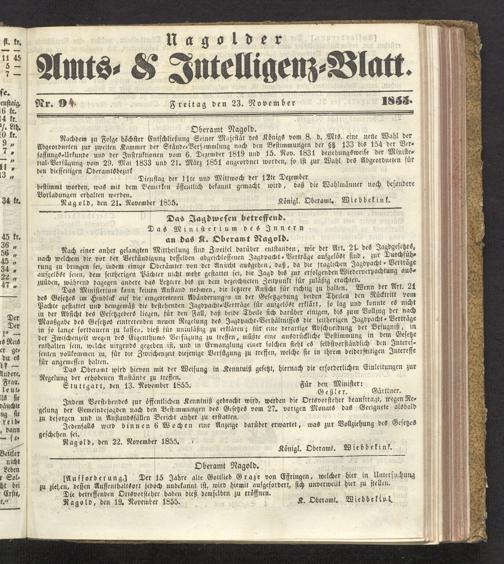 Nagolder
Amts- & Intelligenz-Blatt.
Nr. 94 Freitag den 23. November 1855.
Oberamt Nagold.
Nachdem zu Folge höchster Entschließung Seiner Majestät des Königs vom 8. d. Mts. eine neue Wahl der
Abgeordneten zur zweiten Kammer der Stände-Versammlung nach den Bestimmungen der §§ 133 bis 154 der Ver-
fassungs-Urkunde und der Instruktionen vom 6. Dezember 1819 und 15. Nov. 1831 beziehungsweise der Ministe-
rial-Verfügung vom 29. Mai 1833 und 21. März 1851 angeordnet worden, so ist zur Wahl des Abgeordneten für
den diesseitigen Oberamtsbezirk
Dienstag der 11te und Mittwoch der 12te Dezember
bestimmt worden, was mit dem Bemerken öffentlich bekannt gemacht wird, daß die Wahlmänner noch besondere
Vorladungen erhalten werden.
Nagold, den 21. November 1855. Königl. Oberamt, Wiebbekink.
Das Jagdwesen betreffend.
Das Ministerium des Innern
an das K. Oberamt Nagold.
Nach einer anher gelangten Mittheilung sind Zweifel darüber entstanden, wie der Art. 21 des Jagdgesetzes,
nach welchem die vor der Verkündigung desselben abgeschlossenen Jagdpacht-Verträge aufgelöst sind, zur Durchfüh-
rung zu bringen sei, indem einige Oberämter von der Ansicht ausgehen, daß, da die fraglichen Jagdpacht-Verträge
aufgelöst seien, dem seitherigen Pächter nicht mehr gestattet sei, die Jagd bis zur erfolgenden Wiederverpachtung aus-
zuüben, während dagegen andere das Letztere bis zu dem bezeichneten Zeitpunkt für zuläßig erachten.
Das Ministerium kann keinen Anstand nehmen, die letztere Ansicht für richtig zu halten. Wenn der Art. 21
des Gesetzes im Hinblick auf die eingetretenen Abänderungen in der Gesetzgebung beiden Theilen den Rücktritt vom
Pachte gestattet und demgemäß die bestehenden Jagdpacht-Verträge für aufgelöst erklärt hat, so lag und konnte es nicht
in der Absicht des Gesetzgebers liegen, für den Fall, daß beide Theile sich darüber einigen, bis zum Vollzug der nach
Maaßgabe des Gesetzes eintretenden neuen Regelung des Jagdpacht-Verhältnisses die seitherigen Jagdpacht-Verträge
in so lange fortdauern zu lassen, dieß für unzuläßig zu erklären; für eine derartige Abschneidung der Befugniß, in
der Zwischenzeit wegen des Eigenthums Verfügung zu treffen, müßte eine ausdrückliche Bestimmung in dem Gesetze
enthalten sein, welche nirgends gegeben ist, und in Ermanglung einer solchen steht es selbstverständlich den Interes-
senten vollkommen zu, für die Zwischenzeit diejenige Verfügung zu treffen, welche sie in ihrem beiderseitigen Interesse
für angemessen halten.
Das Oberamt wird hievon mit der Weisung in Kenntniß gesetzt, hiernach die erforderlichen Einleitungen zur
Regelung der erhobenen Anstände zu treffen.
Stuttgart, den 13. November 1855. Für den Minister:
Geßler. Gärttner.
Indem Vorstehendes zur öffentlichen Kenntniß gebracht wird, werden die Ortsvorsteher beauftragt, wegen Re-
gelung der Gemeindejagden nach den Bestimmungen des Gesetzes vom 27. vorigen Monats das Geeignete alsbald
zu besorgen und in Anstandsfällen Bericht anher zu erstatten.
Jedenfalls wird binnen 6 Wochen eine Anzeige darüber erwartet, was zur Vollziehung des Gesetzes
geschehen sei.
Nagold, den 22. November 1855. Königl. Oberamt. Wiebbekink.
Oberamt Nagold.
[Aufforderung.] Der 15 Jahre alte Gottlieb Graze von Effringen, welcher hier in Untersuchung
zu ziehen, dessen Aufenthaltsort jedoch unbekannt ist, wird hiemit aufgefordert, sich unverweilt hier zu stellen.
Die betreffenden Ortsvorsteher haben dieß demselben zu eröffnen.
Nagold, den 19. November 1855. K. Oberamt, Wiebbekink.